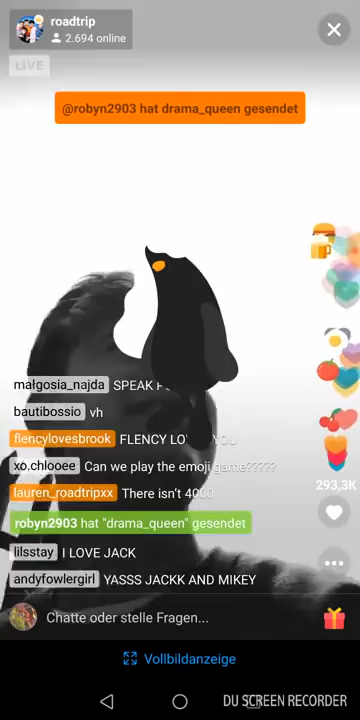 roadtrip
2.694 online
LIVE
@robyn2903 hat drama_queen gesendet
małgosia_najda SPEAK
bautibossio vh
flencylovesbrook FLENCY LO YOU
xo.chlooee Can we play the emoji game?????
lauren_roadtripxx There isn't 4000
293,3K
robyn2903 hat "drama_queen" gesendet
lilsstay I LOVE JACK
andyfowlergirl YASSS JACKK AND MIKEY
Chatte oder stelle Fragen...
Vollbildanzeige
DU SCREEN RECORDER